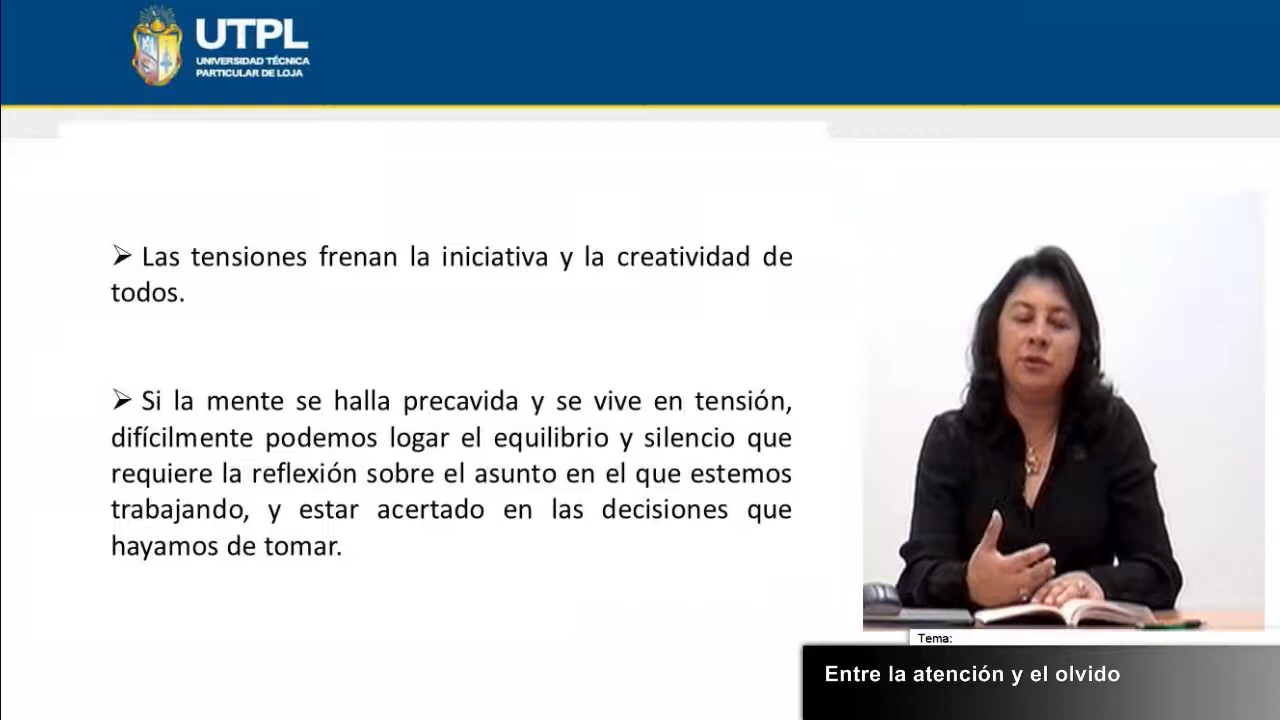 UTPL
UNIVERSIDAD TÉCNICA
PARTICULAR DE LOJA
➢ Las tensiones frenan la iniciativa y la creatividad de
todos.
➢ Si la mente se halla precavida y se vive en tensión,
difícilmente podemos logar el equilibrio y silencio que
requiere la reflexión sobre el asunto en el que estemos
trabajando, y estar acertado en las decisiones que
hayamos de tomar.
Tema:
Entre la atención y el olvido